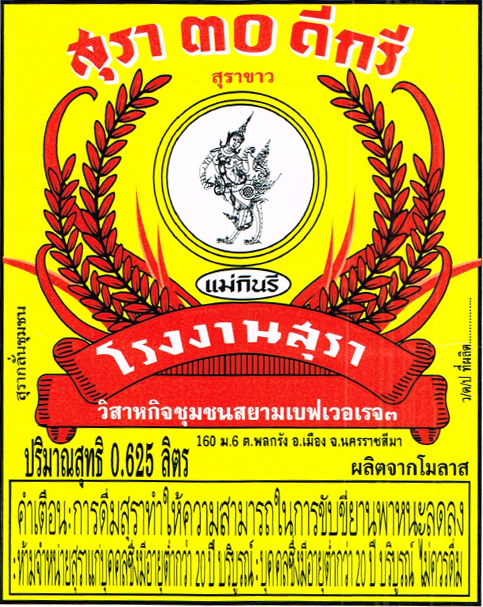 สุรา ๓๐ ดีกรี
สุราขาว
แม่กินรี
โรงงานสุรา
วิสาหกิจชุมชนสยามเบฟเวอเรจ๓
160 ม.6 ต.พลกรัง อ.เมือง จ.นครราชสีมา
สุรากลั่นชุมชน
ว/ด/ป ที่ผลิต................
ปริมาณสุทธิ 0.625 ลิตร
ผลิตจากโมลาส
คำเตือน:การดื่มสุราทำให้ความสามารถในการขับขี่ยานพาหนะลดลง
:ห้ามจำหน่ายสุราแก่บุคคลซึ่งมีอายุต่ำกว่า 20 ปี บริบูรณ์ :บุคคลซึ่งมีอายุต่ำกว่า 20 ปี บริบูรณ์ ไม่ควรดื่ม